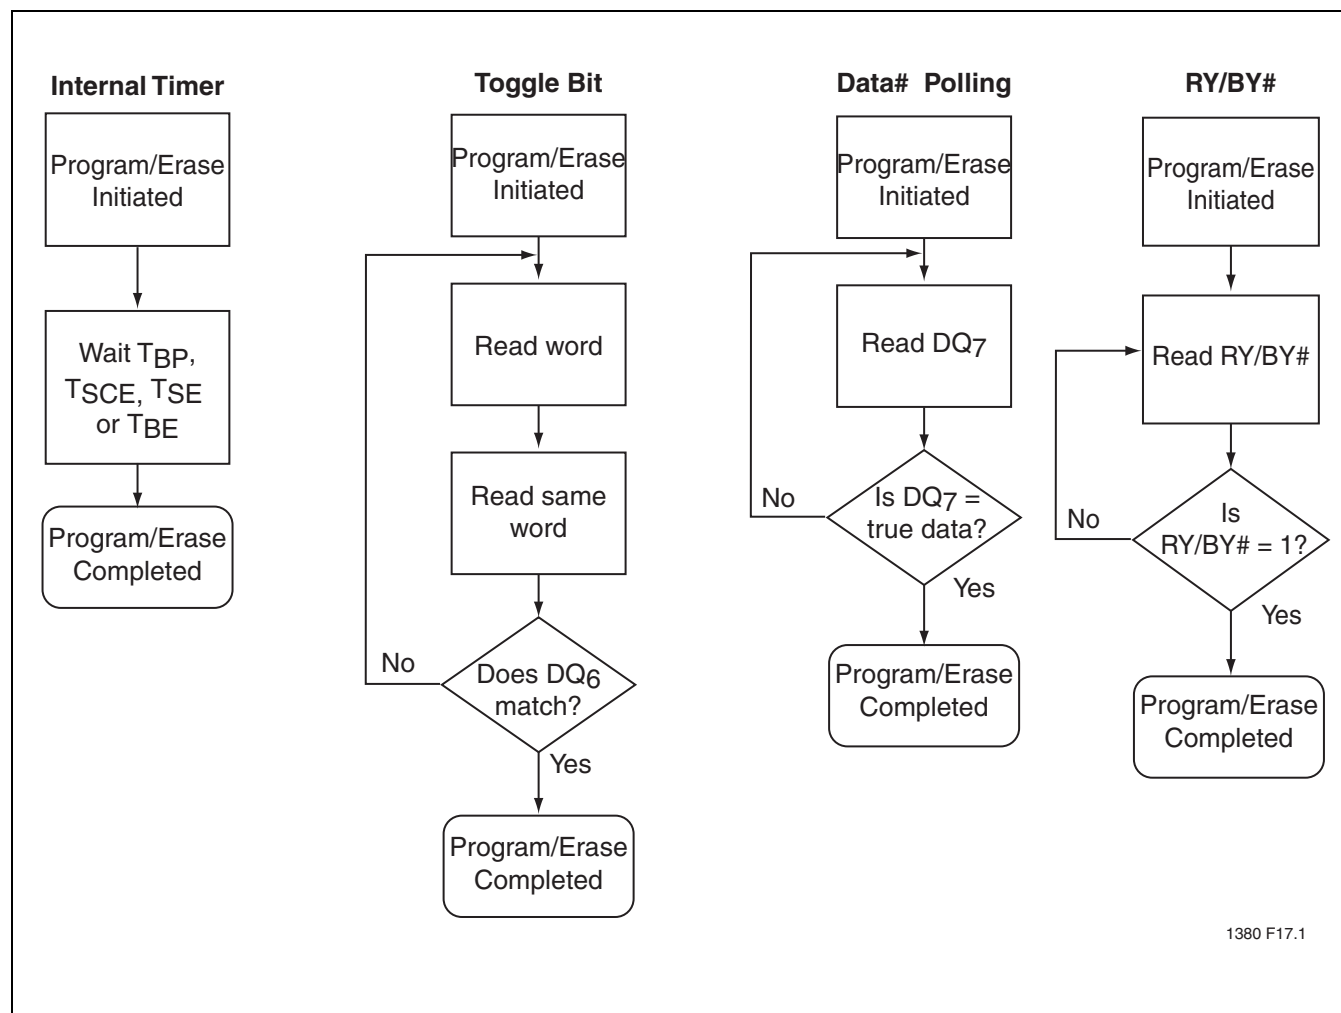 Internal Timer
Program/Erase
Initiated
Wait TBP,
TSCE, TSE
or TBE
Program/Erase
Completed
Toggle Bit
Program/Erase
Initiated
Read word
Read same
word
Does DQ6
match?
No
Yes
Program/Erase
Completed
Data# Polling
Program/Erase
Initiated
Read DQ7
Is DQ7 =
true data?
No
Yes
Program/Erase
Completed
RY/BY#
Program/Erase
Initiated
Read RY/BY#
Is
RY/BY# = 1?
No
Yes
Program/Erase
Completed
1380 F17.1